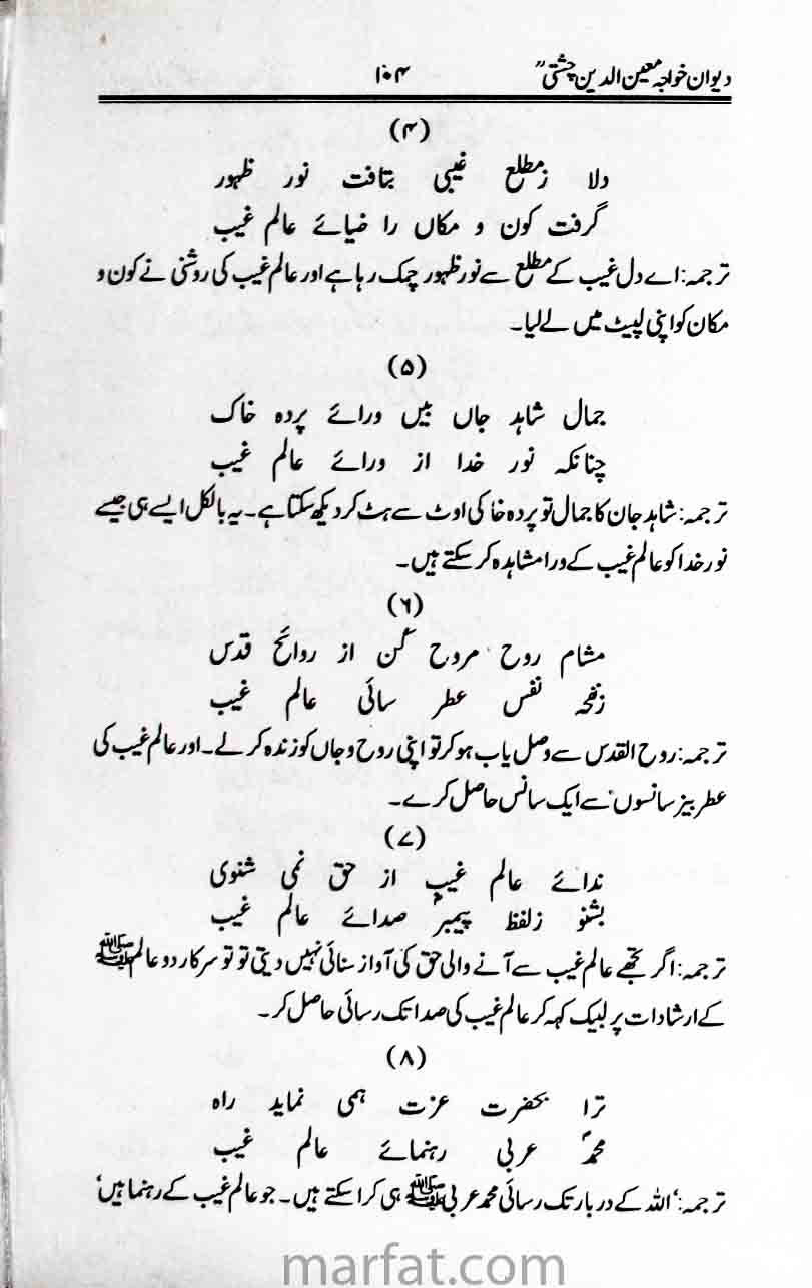 دیوان خواجہ معین الدین چشتیؒ ۱۰۴
(۴)
دلا زمطلع غیبی بتافت نور ظہور
گرفت کون و مکاں را ضیائے عالم غیب
ترجمہ: اے دل غیب کے مطلع سے نور ظہور چمک رہا ہے اور عالم غیب کی روشنی نے کون و
مکان کو اپنی لپیٹ میں لے لیا۔
(۵)
جمال شاہد جاں بیں ورائے پردہ خاک
چنانکہ نور خدا از ورائے عالم غیب
ترجمہ: شاہد جان کا جمال تو پردہ خاکی اوٹ سے ہٹ کر دیکھ سکتا ہے۔ یہ بالکل ایسے ہی جیسے
نور خدا کو عالم غیب کے ورا مشاہدہ کر سکتے ہیں۔
(۶)
مشام روح مروح کن از روائح قدس
زنفحہ نفس عطر سائی عالم غیب
ترجمہ: روح القدس سے وصل یاب ہو کر تو اپنی روح و جاں کو زندہ کر لے۔ اور عالم غیب کی
عطر بیز سانسوں سے ایک سانس حاصل کرے۔
(۷)
ندائے عالم غیب از حق نمی شنوی
بشنو زلفظ پیمبرؐ صدائے عالم غیب
ترجمہ: اگر تجھے عالم غیب سے آنے والی حق کی آواز سنائی نہیں دیتی تو تو سرکار دو عالم ﷺ
کے ارشادات پر لبیک کہہ کر عالم غیب کی صدا تک رسائی حاصل کر۔
(۸)
ترا بحضرت عزت ہمی نماید راہ
محمدؐ عربی رہنمائے عالم غیب
ترجمہ: ‘اللہ کے دربار تک رسائی محمد عربی ﷺ ہی کرا سکتے ہیں۔ جو عالم غیب کے رہنما ہیں’
marfat.com